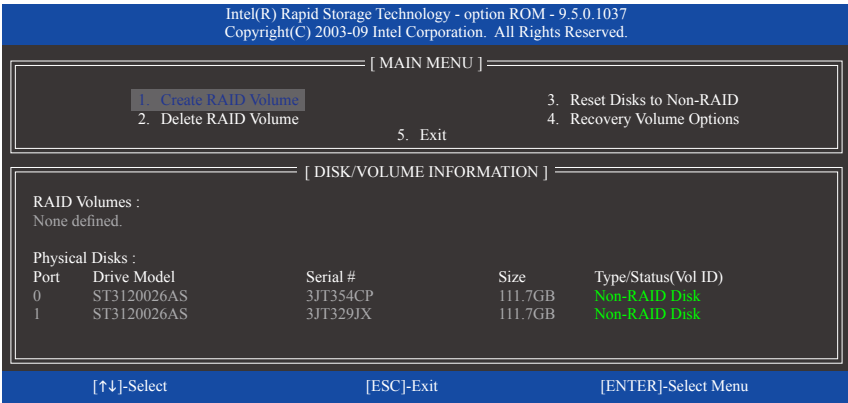 Intel(R) Rapid Storage Technology - option ROM - 9.5.0.1037
Copyright(C) 2003-09 Intel Corporation. All Rights Reserved.
[ MAIN MENU ]
1. Create RAID Volume 3. Reset Disks to Non-RAID
2. Delete RAID Volume 4. Recovery Volume Options
5. Exit
[ DISK/VOLUME INFORMATION ]
RAID Volumes :
None defined.
Physical Disks :
Port Drive Model Serial # Size Type/Status(Vol ID)
0 ST3120026AS 3JT354CP 111.7GB Non-RAID Disk
1 ST3120026AS 3JT329JX 111.7GB Non-RAID Disk
[↑↓]-Select [ESC]-Exit [ENTER]-Select Menu